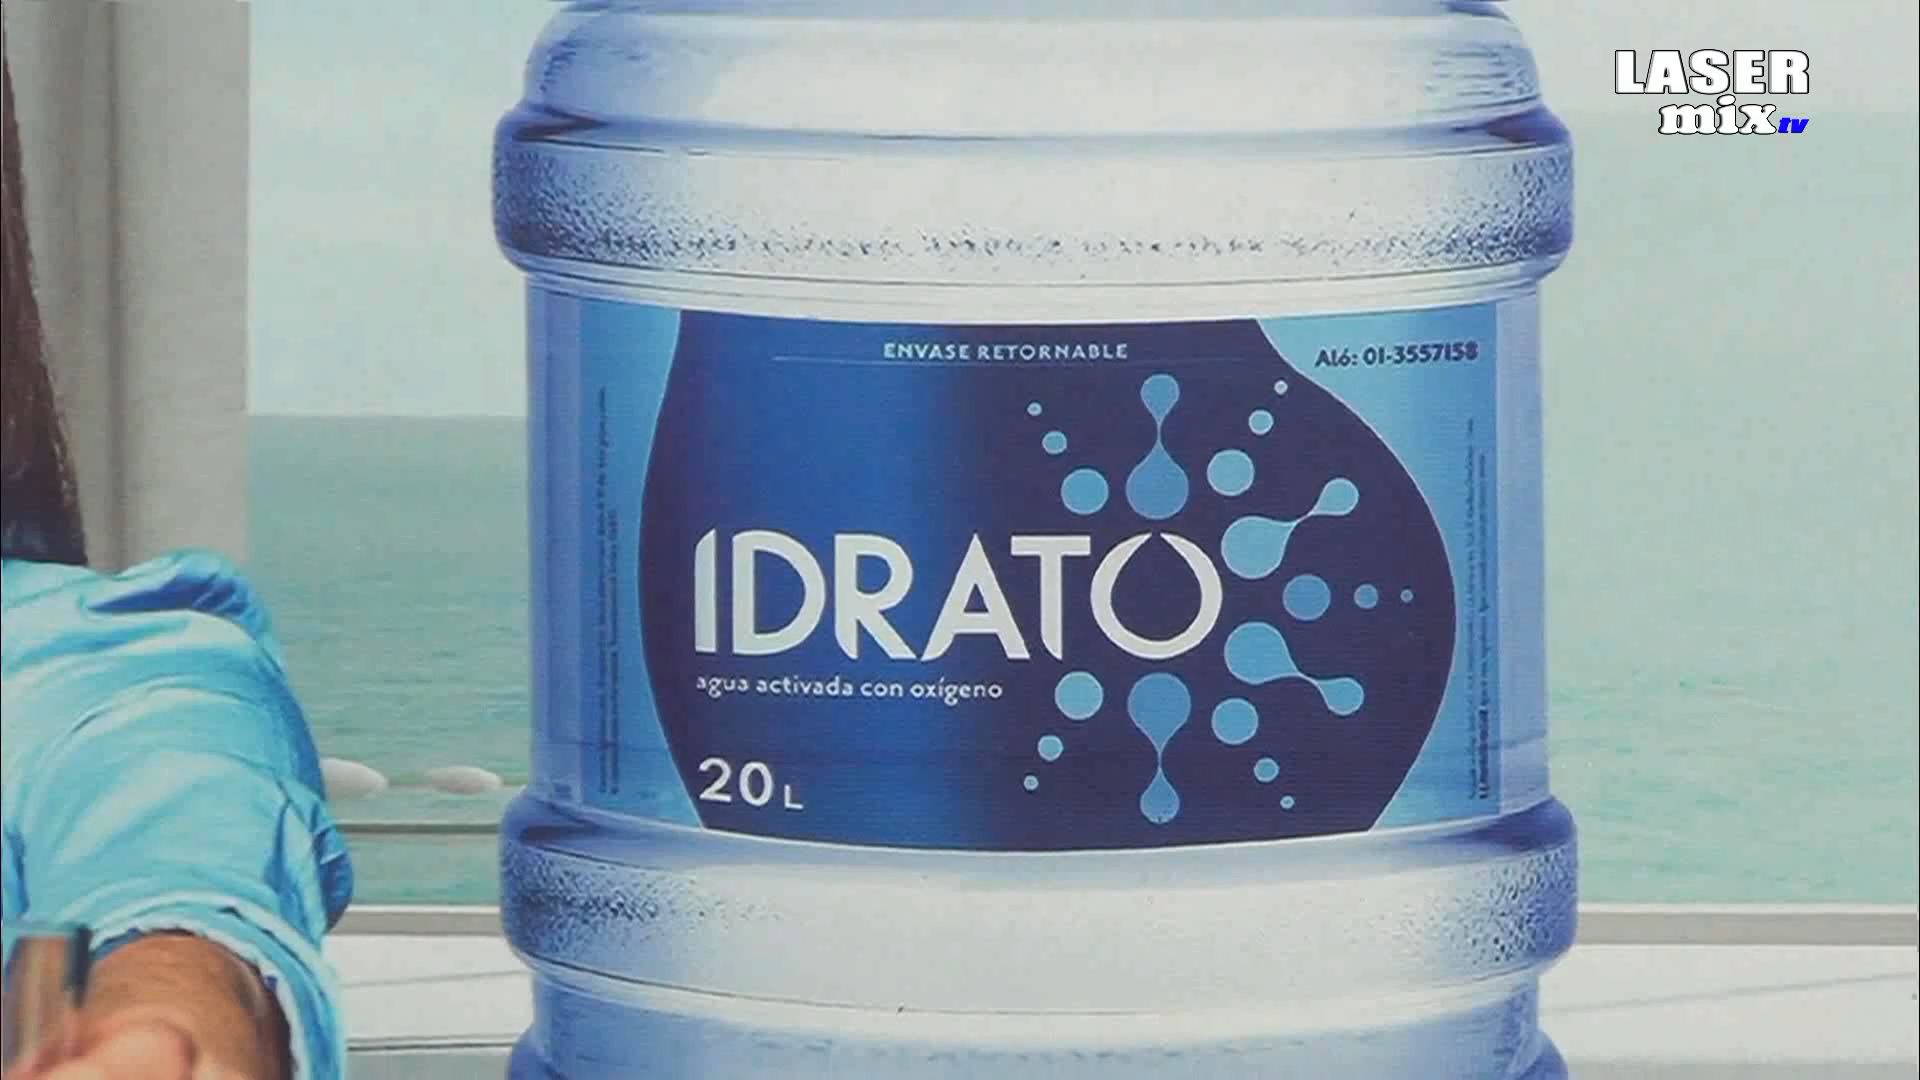 LASER
mix tv
ENVASE RETORNABLE
Aló: 01-3557158
IDRATO
agua activada con oxígeno
20 L